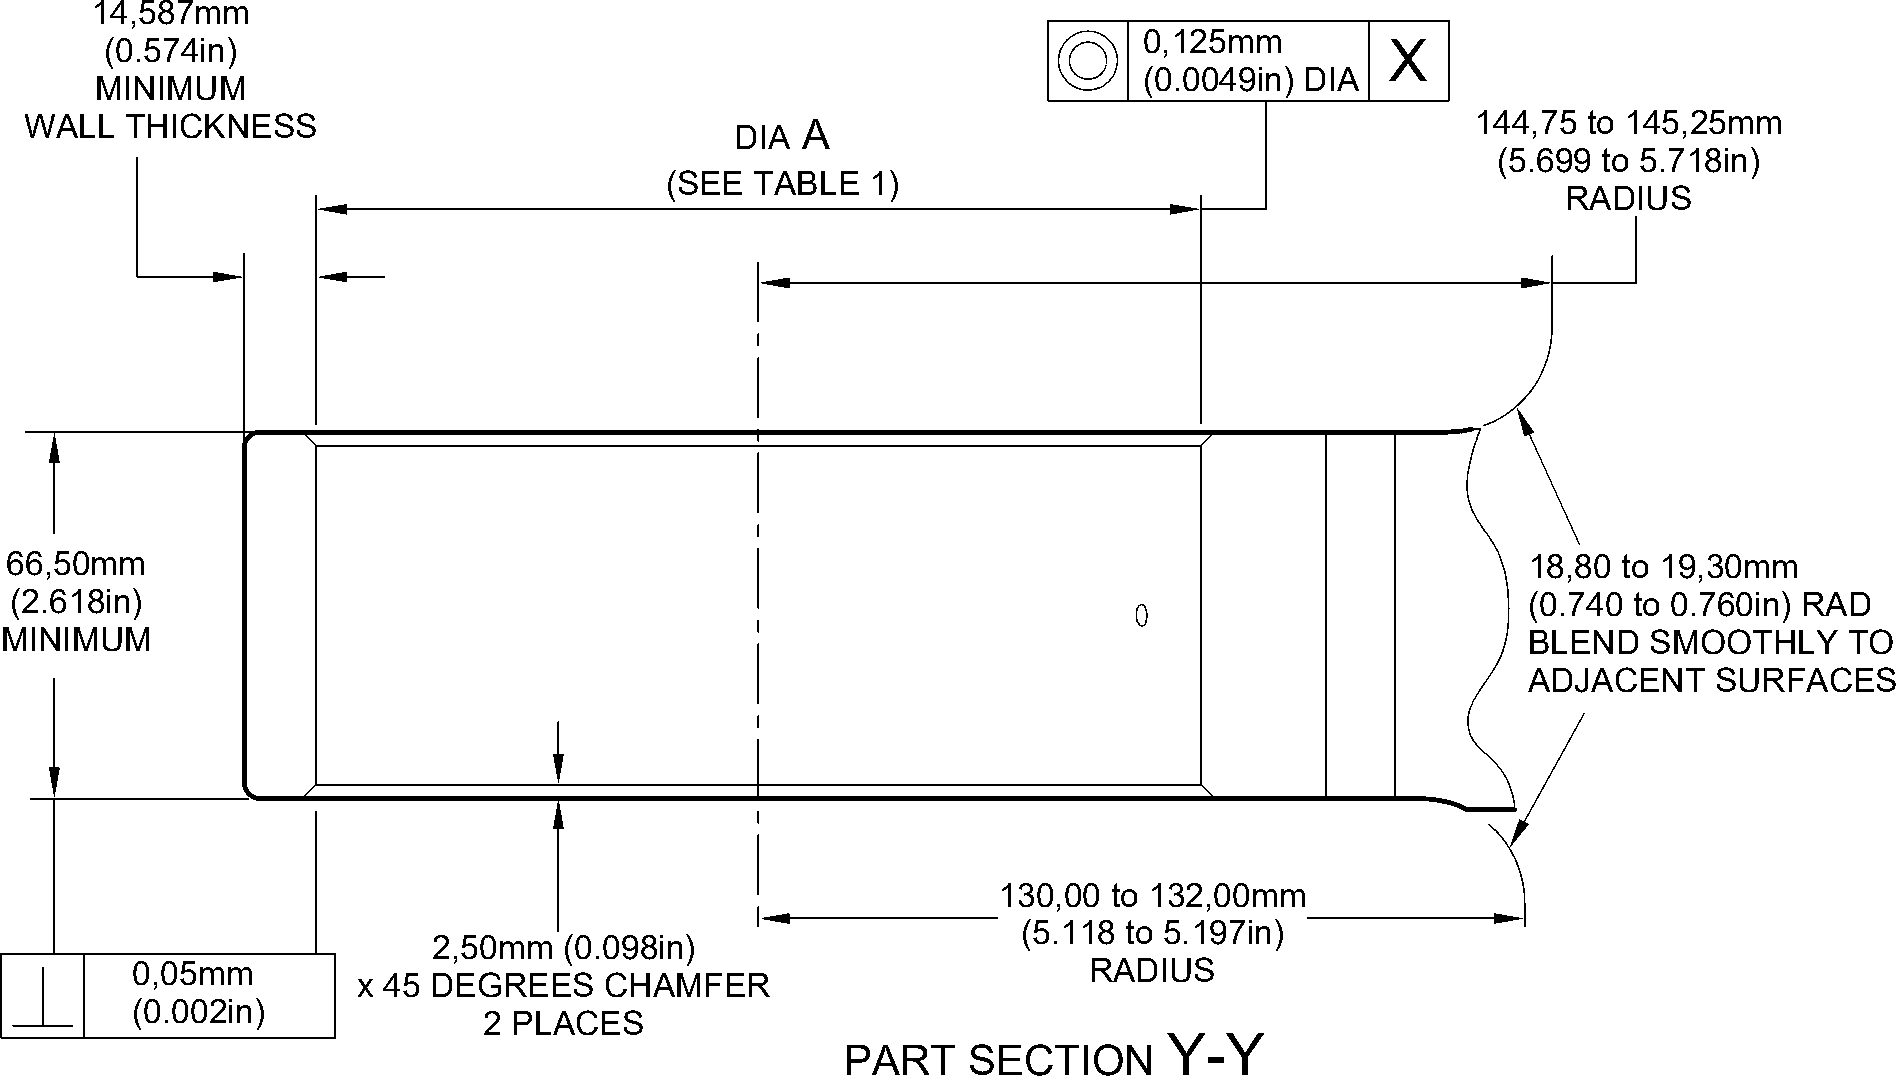 14,587mm
(0.574in)
MINIMUM
WALL THICKNESS
DIA A
(SEE TABLE 1)
0,125mm
(0.0049in) DIA
X
144,75 to 145,25mm
(5.699 to 5.718in)
RADIUS
66,50mm
(2.618in)
MINIMUM
18,80 to 19,30mm
(0.740 to 0.760in) RAD
BLEND SMOOTHLY TO
ADJACENT SURFACES
0,05mm
(0.002in)
2,50mm (0.098in)
x 45 DEGREES CHAMFER
2 PLACES
130,00 to 132,00mm
(5.118 to 5.197in)
RADIUS
PART SECTION Y-Y